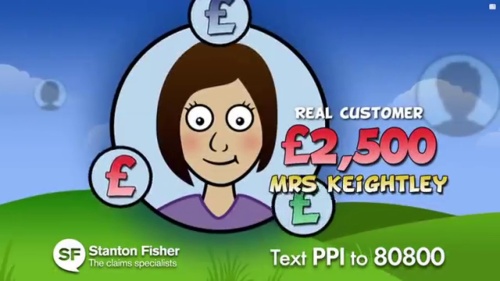 £
REAL CUSTOMER
£2,500
MRS KEIGHTLEY
£
£
SF Stanton Fisher
The claims specialists
Text PPI to 80800